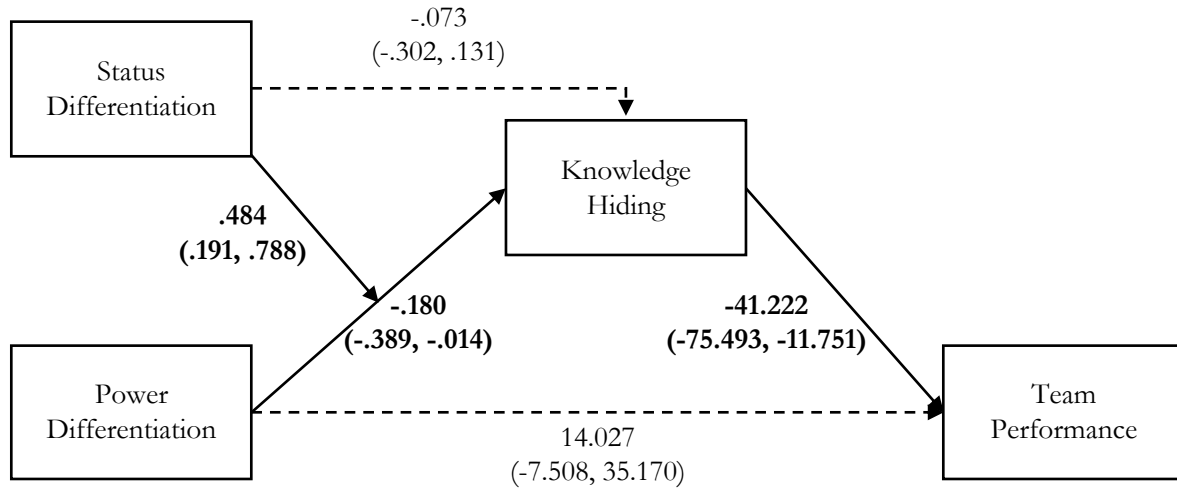 -.073
(-.302, .131)
Status
Differentiation
Knowledge
Hiding
.484
(.191, .788)
-.180
(-.389, -.014)
-41.222
(-75.493, -11.751)
Power
Differentiation
Team
Performance
14.027
(-7.508, 35.170)